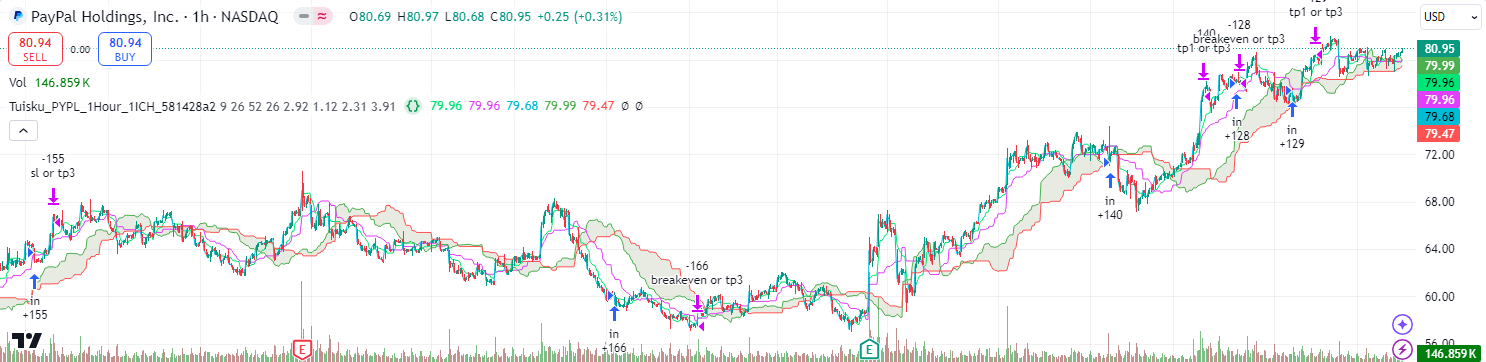 PayPal Holdings, Inc. · 1h · NASDAQ O80.69 H80.97 L80.68 C80.95 +0.25 (+0.31%)
USD
80.94 SELL
0.00
80.94 BUY
Vol 146.859 K
Tuisku_PYPL_1Hour_1ICH_581428a2 9 26 52 26 2.92 1.12 2.31 3.91 {} 79.96 79.96 79.68 79.99 79.47 Ø Ø
-155
sl or tp3
in
+155
in
+166
-166
breakeven or tp3
in
+140
tp1 or tp3
-128
breakeven or tp3
in
+128
in
+129
tp1 or tp3
80.95
79.99
79.96
79.96
79.68
79.47
72.00
68.00
64.00
60.00
146.859 K
E
E